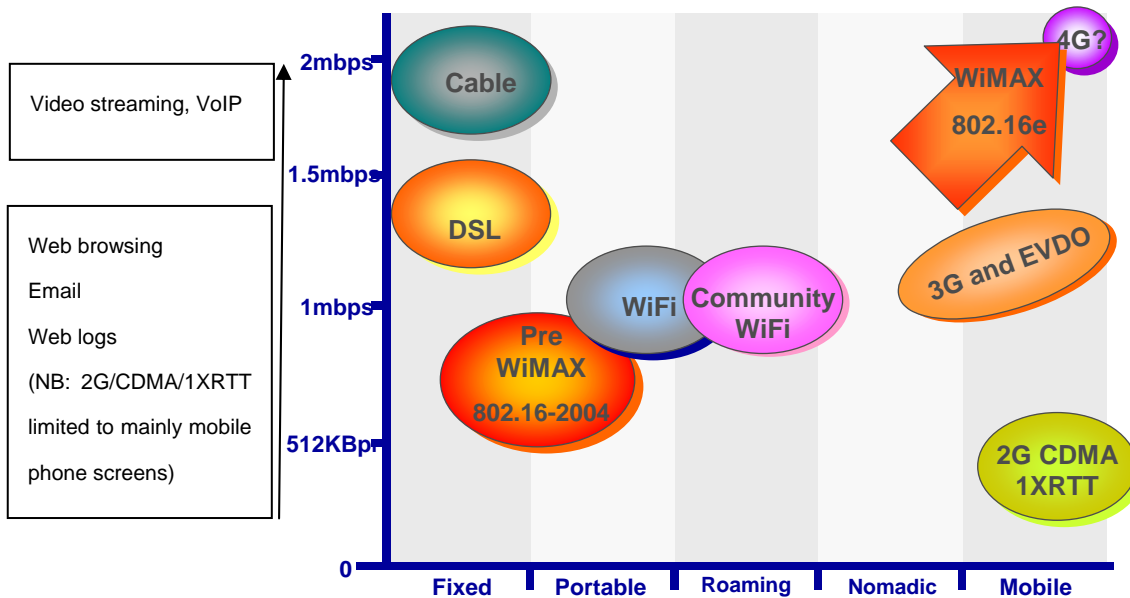 Video streaming, VoIP
Web browsing
Email
Web logs
(NB: 2G/CDMA/1XRTT
limited to mainly mobile
phone screens)
2mbps
1.5mbps
1mbps
512KBpr
0
Cable
DSL
Pre
WiMAX
802.16-2004
WiFi
Community
WiFi
4G?
WiMAX
802.16e
3G and EVDO
2G CDMA
1XRTT
Fixed
Portable
Roaming
Nomadic
Mobile